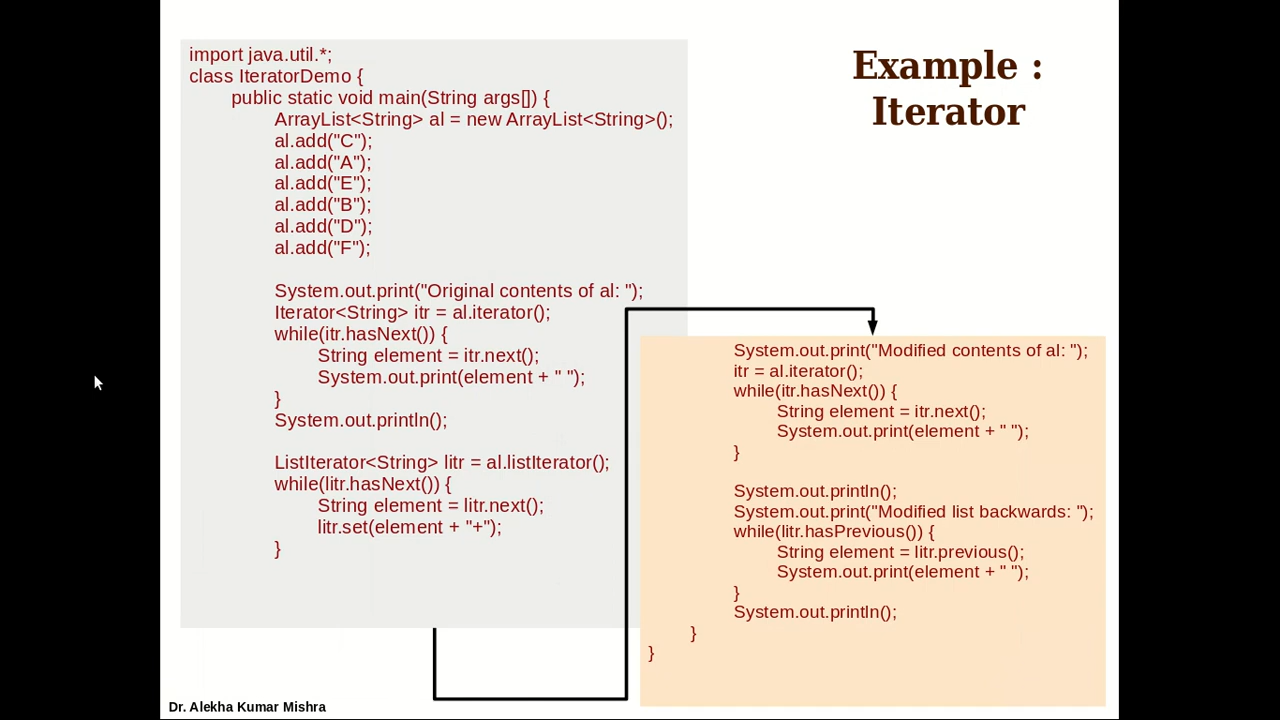 Example :
Iterator
import java.util.*;
class IteratorDemo {
public static void main(String args[]) {
ArrayList<String> al = new ArrayList<String>();
al.add("C");
al.add("A");
al.add("E");
al.add("B");
al.add("D");
al.add("F");
System.out.print("Original contents of al: ");
Iterator<String> itr = al.iterator();
while(itr.hasNext()) {
String element = itr.next();
System.out.print(element + " ");
}
System.out.println();
ListIterator<String> litr = al.listIterator();
while(litr.hasNext()) {
String element = litr.next();
litr.set(element + "+");
}
System.out.print("Modified contents of al: ");
itr = al.iterator();
while(itr.hasNext()) {
String element = itr.next();
System.out.print(element + " ");
}
System.out.println();
System.out.print("Modified list backwards: ");
while(litr.hasPrevious()) {
String element = litr.previous();
System.out.print(element + " ");
}
System.out.println();
}
}
Dr. Alekha Kumar Mishra